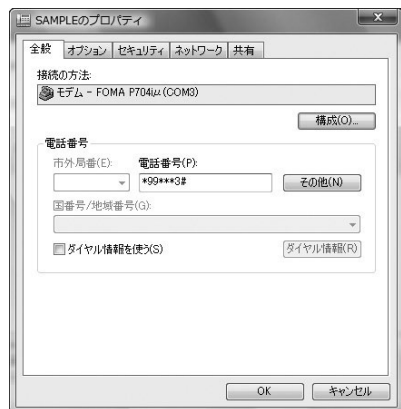 SAMPLEのプロパティ
全般 オプション セキュリティ ネットワーク 共有
接続の方法:
モデム - FOMA P704iμ(COM3)
構成(O)...
電話番号
市外局番(E): 電話番号(P):
*99***3# その他(N)
国番号/地域番号(G):
ダイヤル情報を使う(S) ダイヤル情報(R)
OK キャンセル